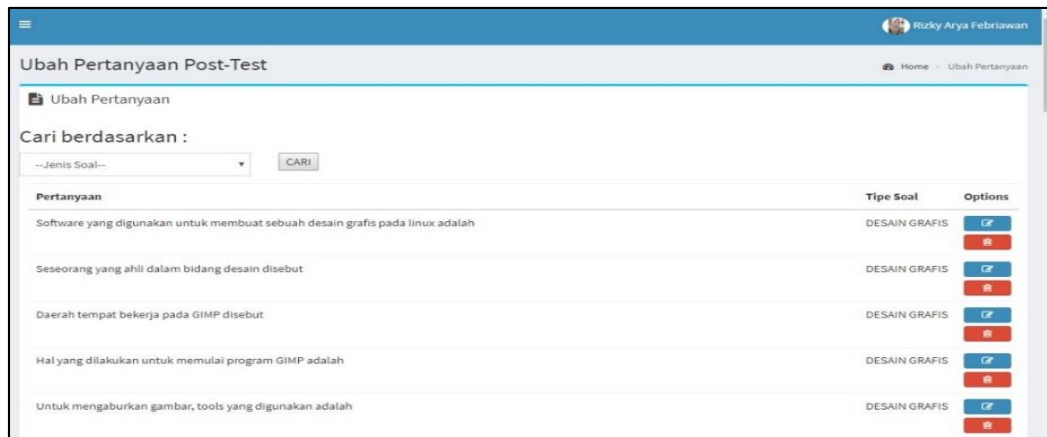 Rizky Arya Febriawan
Ubah Pertanyaan Post-Test
Home > Ubah Pertanyaan
Ubah Pertanyaan
Cari berdasarkan :
--Jenis Soal-- CARI
Pertanyaan Tipe Soal Options
Software yang digunakan untuk membuat sebuah desain grafis pada linux adalah DESAIN GRAFIS
Seseorang yang ahli dalam bidang desain disebut DESAIN GRAFIS
Daerah tempat bekerja pada GIMP disebut DESAIN GRAFIS
Hal yang dilakukan untuk memulai program GIMP adalah DESAIN GRAFIS
Untuk mengaburkan gambar, tools yang digunakan adalah DESAIN GRAFIS